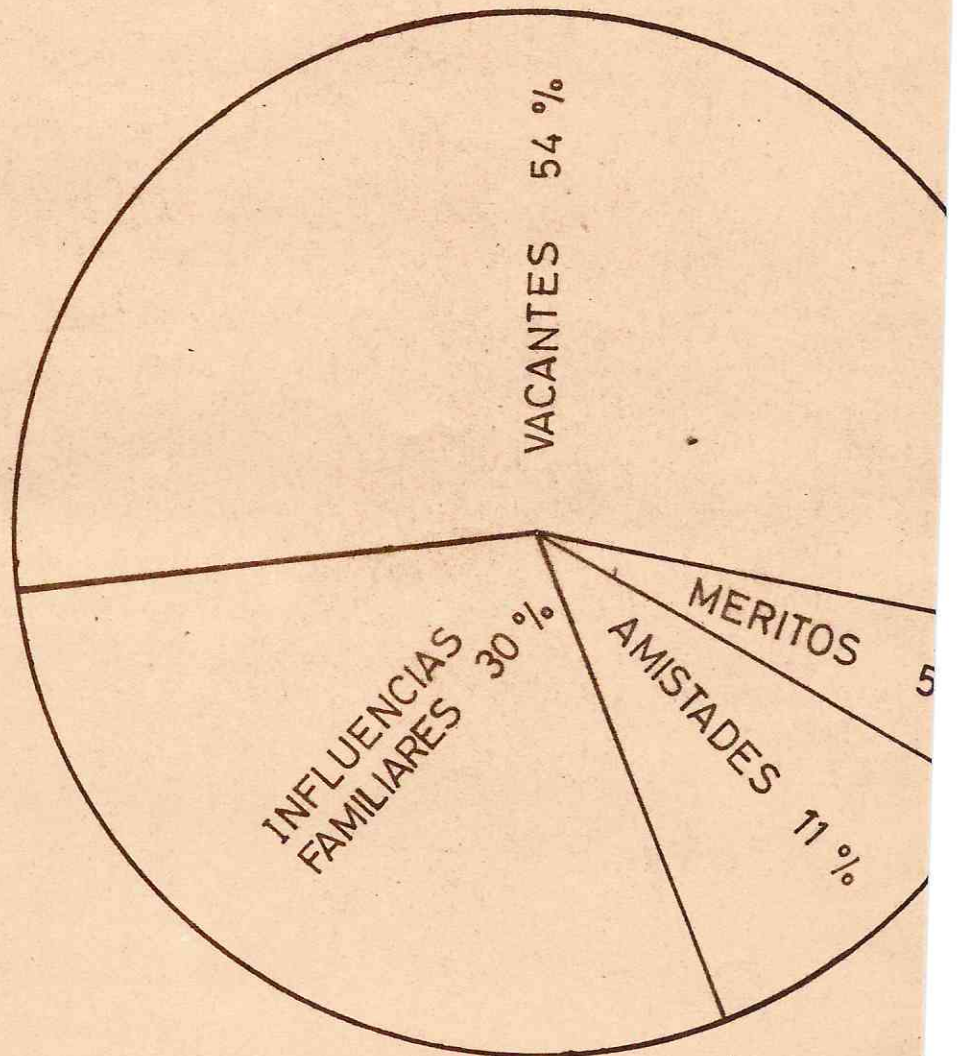 VACANTES 54 %
MERITOS 5
AMISTADES 11 %
INFLUENCIAS
FAMILIARES 30 %